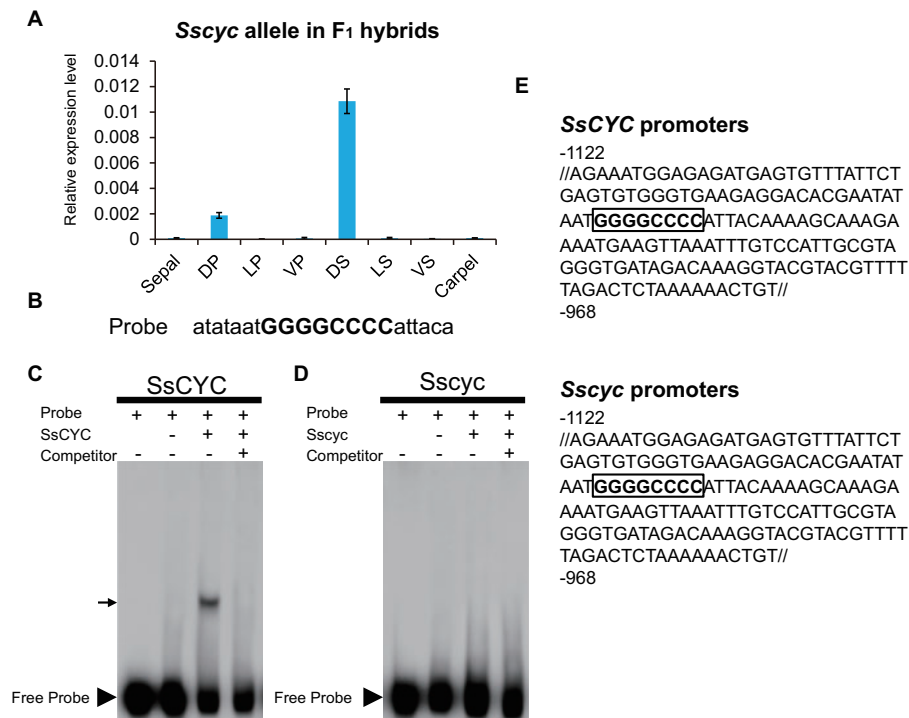 A
Sscyc allele in F1 hybrids
Relative expression level
0.014
0.012
0.01
0.008
0.006
0.004
0.002
0
Sepal DP LP VP DS LS VS Carpel
B
Probe atataatGGGGCCCCattaca
C
SsCYC
Probe + + + +
SsCYC - + +
Competitor - - +
Free Probe
D
Sscyc
Probe + + + +
Sscyc - + +
Competitor - - +
Free Probe
E
SsCYC promoters
-1122
//AGAAATGGAGAGATGAGTGTTTATTCT
GAGTGTGGGTGAAGAGGACACGAATAT
AATGGGGCCCCATTACAAAAGCAAAGA
AAATGAAGTTAAATTTGTCCATTGCGTA
GGGTGATAGACAAAGGTACGTACGTTTT
TAGACTCTAAAAAACTGT//
-968
Sscyc promoters
-1122
//AGAAATGGAGAGATGAGTGTTTATTCT
GAGTGTGGGTGAAGAGGACACGAATAT
AATGGGGCCCCATTACAAAAGCAAAGA
AAATGAAGTTAAATTTGTCCATTGCGTA
GGGTGATAGACAAAGGTACGTACGTTTT
TAGACTCTAAAAAACTGT//
-968